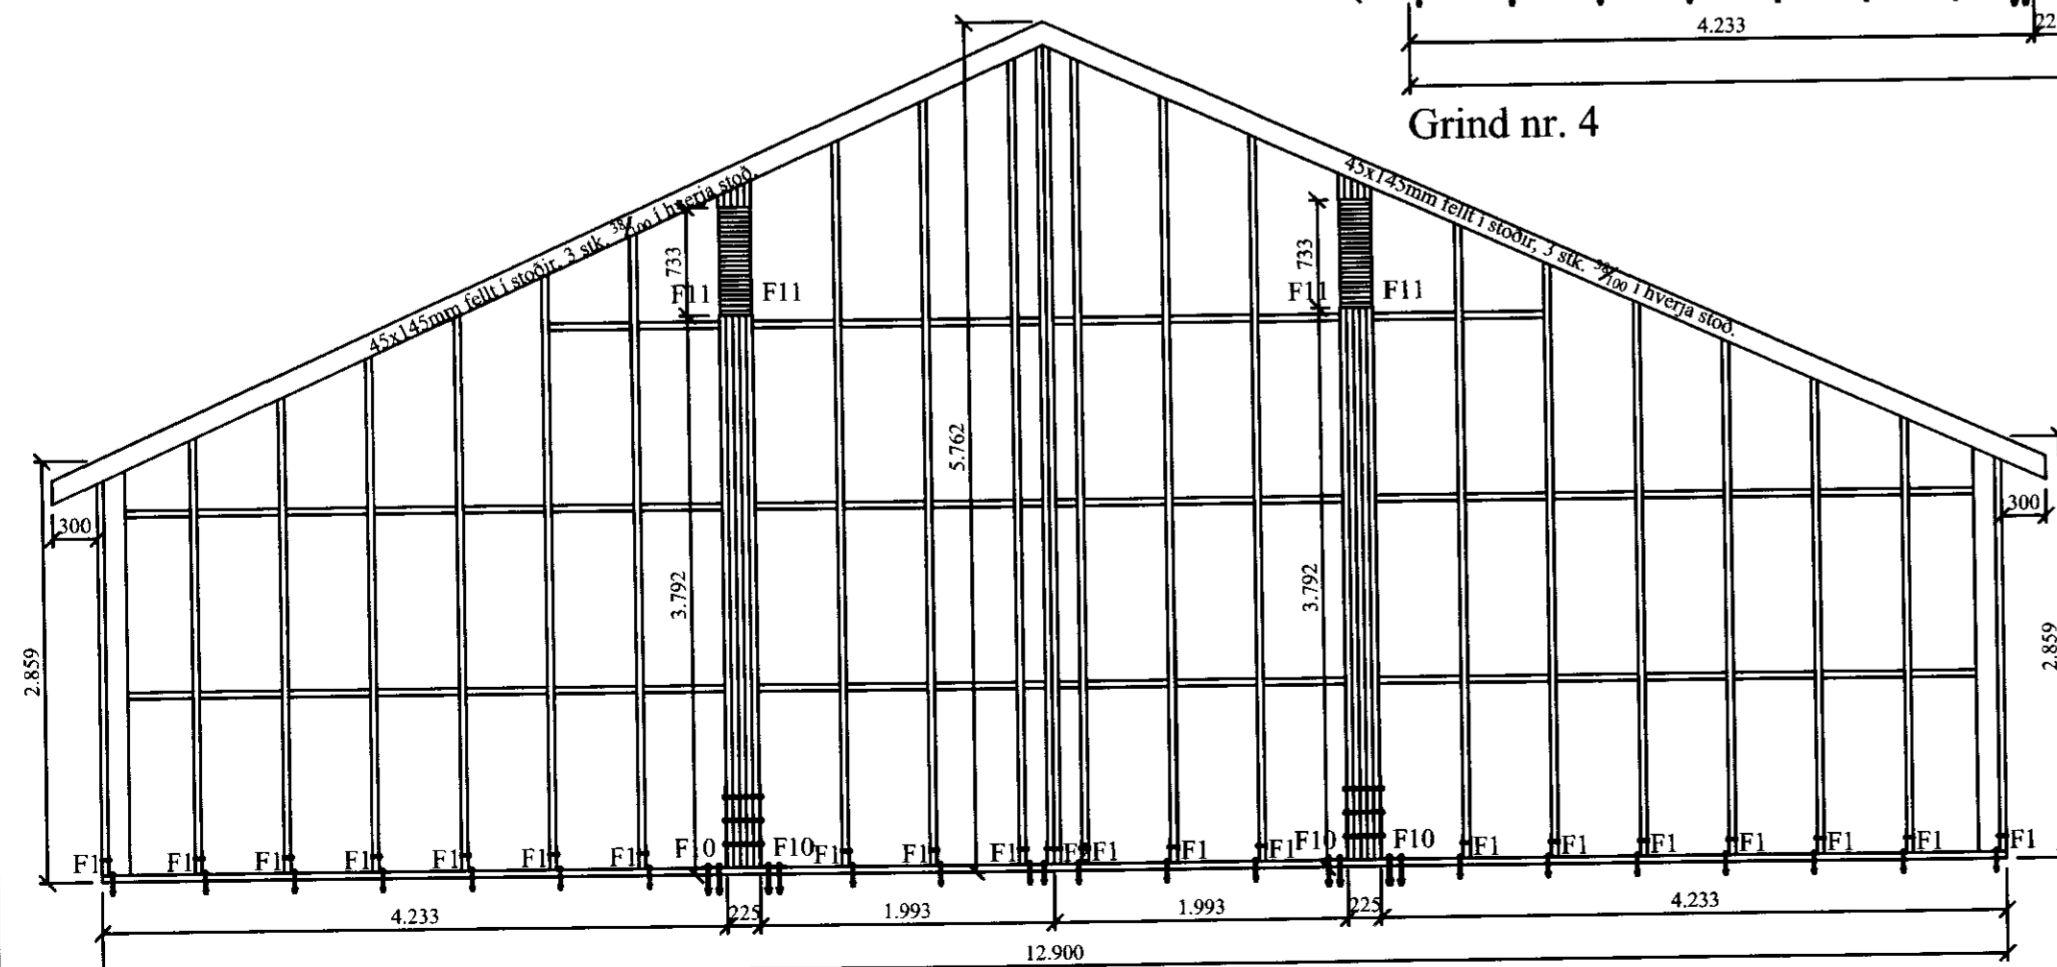 4.233
22
Grind nr. 4
45x145mm fellt í stoðir, 3 stk. 38/100 í hverja stoð.
45x145mm fellt í stoðir, 3 stk. 38/100 í hverja stoð.
733
733
F11
F11
F11
F11
5.762
300
300
3.792
3.792
2.859
2.859
F1
F1
F1
F1
F1
F1
F1
F10
F10
F1
F1
F1
F1
F1
F1
F10
F10
F1
F1
F1
F1
F1
F1
F1
4.233
225
1.993
1.993
225
4.233
12.900